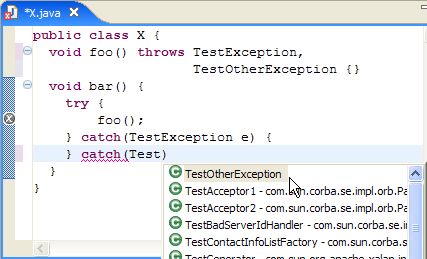 *X.java
public class X {
void foo() throws TestException,
TestOtherException {}
void bar() {
try {
foo();
} catch(TestException e) {
} catch(Test)
}
}
TestOtherException
TestAcceptor1 - com.sun.corba.se.impl.orb.Pa
TestAcceptor2 - com.sun.corba.se.impl.orb.Pa
TestBadServerIdHandler - com.sun.corba.se.i
TestContactInfoListFactory - com.sun.corba.se